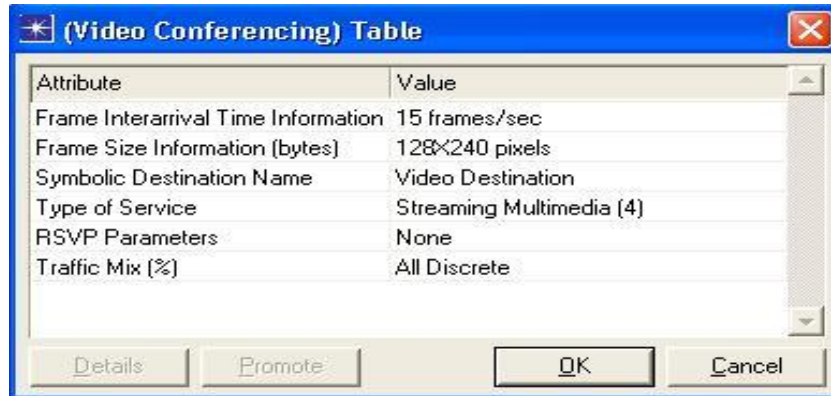 (Video Conferencing) Table
Attribute Value
Frame Interarrival Time Information 15 frames/sec
Frame Size Information (bytes) 128X240 pixels
Symbolic Destination Name Video Destination
Type of Service Streaming Multimedia (4)
RSVP Parameters None
Traffic Mix (%) All Discrete
Details Promote OK Cancel